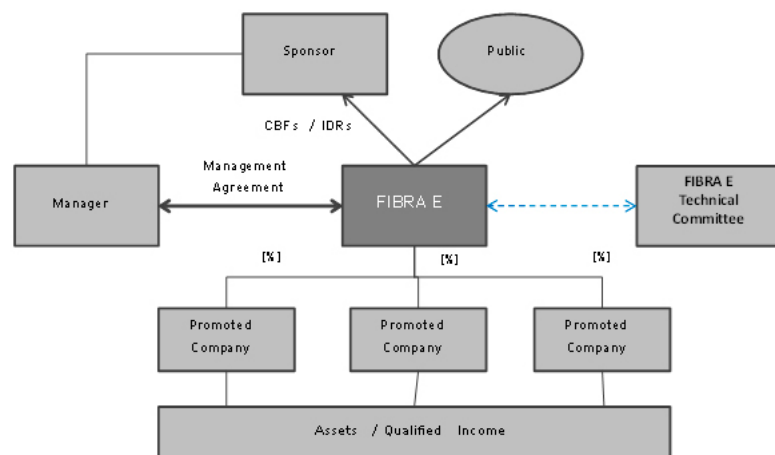 Sponsor
Public
CBFs / IDRs
Management
Agreement
Manager
FIBRA E
FIBRA E
Technical
Committee
[%]
[%]
[%]
Promoted
Company
Promoted
Company
Promoted
Company
Assets / Qualified Income